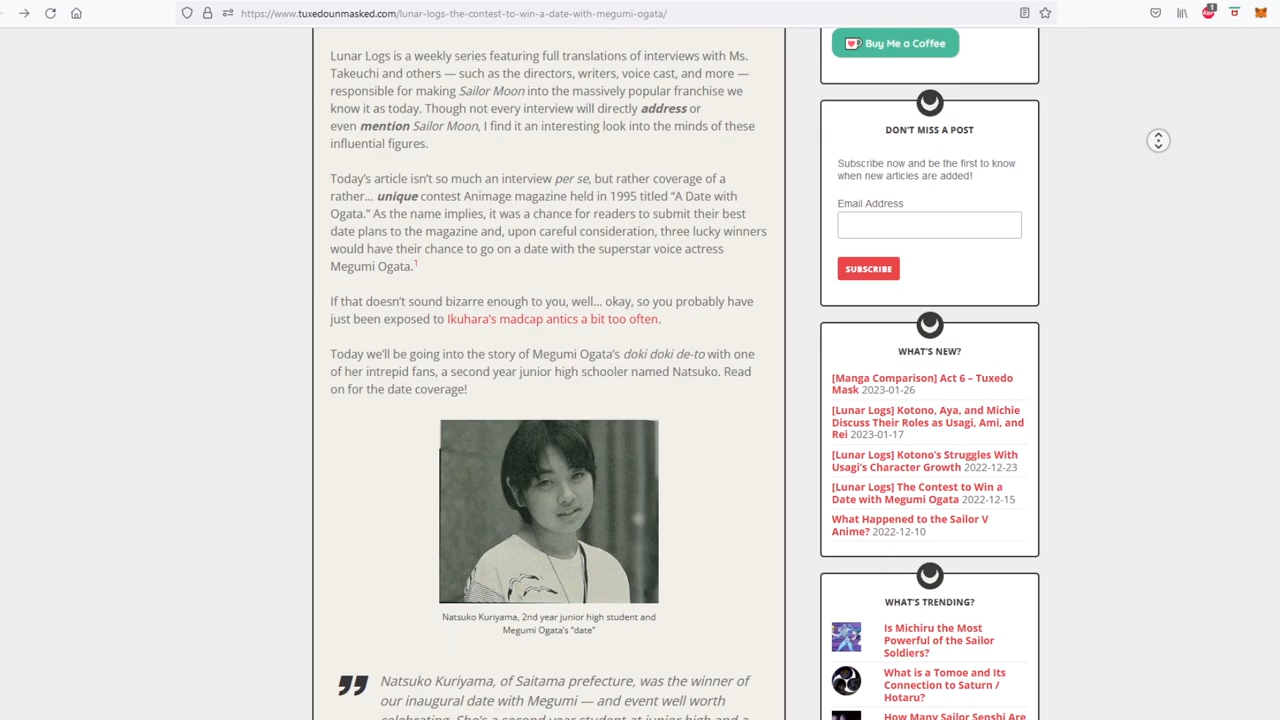 https://www.tuxedounmasked.com/lunar-logs-the-contest-to-win-a-date-with-megumi-ogata/
1
Lunar Logs is a weekly series featuring full translations of interviews with Ms.
Takeuchi and others — such as the directors, writers, voice cast, and more —
responsible for making Sailor Moon into the massively popular franchise we
know it as today. Though not every interview will directly address or
even mention Sailor Moon, I find it an interesting look into the minds of these
influential figures.
Today’s article isn’t so much an interview per se, but rather coverage of a
rather… unique contest Animage magazine held in 1995 titled “A Date with
Ogata.” As the name implies, it was a chance for readers to submit their best
date plans to the magazine and, upon careful consideration, three lucky winners
would have their chance to go on a date with the superstar voice actress
Megumi Ogata.1
If that doesn’t sound bizarre enough to you, well… okay, so you probably have
just been exposed to Ikuhara’s madcap antics a bit too often.
Today we’ll be going into the story of Megumi Ogata’s doki doki de-to with one
of her intrepid fans, a second year junior high schooler named Natsuko. Read
on for the date coverage!
Natsuko Kuriyama, 2nd year junior high student and
Megumi Ogata’s “date”
Natsuko Kuriyama, of Saitama prefecture, was the winner of
our inaugural date with Megumi — and event well worth
celebrating. She’s a second year student at junior high and a
Buy Me a Coffee
DON’T MISS A POST
Subscribe now and be the first to know
when new articles are added!
Email Address
SUBSCRIBE
WHAT’S NEW?
[Manga Comparison] Act 6 – Tuxedo
Mask 2023-01-26
[Lunar Logs] Kotono, Aya, and Michie
Discuss Their Roles as Usagi, Ami, and
Rei 2023-01-17
[Lunar Logs] Kotono’s Struggles With
Usagi’s Character Growth 2022-12-23
[Lunar Logs] The Contest to Win a
Date with Megumi Ogata 2022-12-15
What Happened to the Sailor V
Anime? 2022-12-10
WHAT’S TRENDING?
Is Michiru the Most
Powerful of the Sailor
Soldiers?
What is a Tomoe and Its
Connection to Saturn /
Hotaru?
How Many Sailor Senshi Are